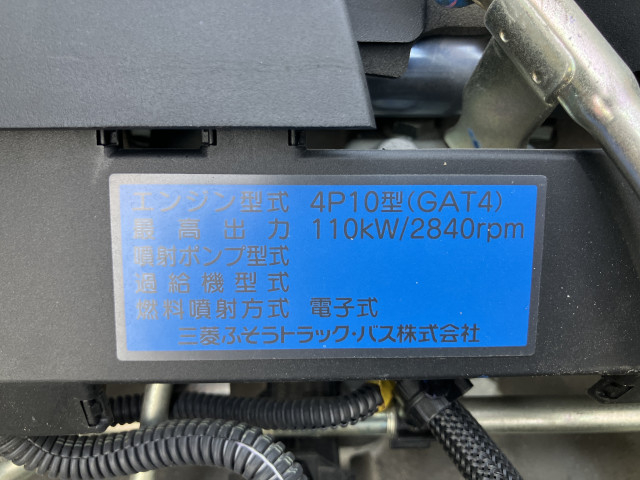 エンジン型式 4P10型(GAT4)
最高出力 110kW/2840rpm
噴射ポンプ型式
過給機型式
燃料噴射方式 電子式
三菱ふそうトラック・バス株式会社